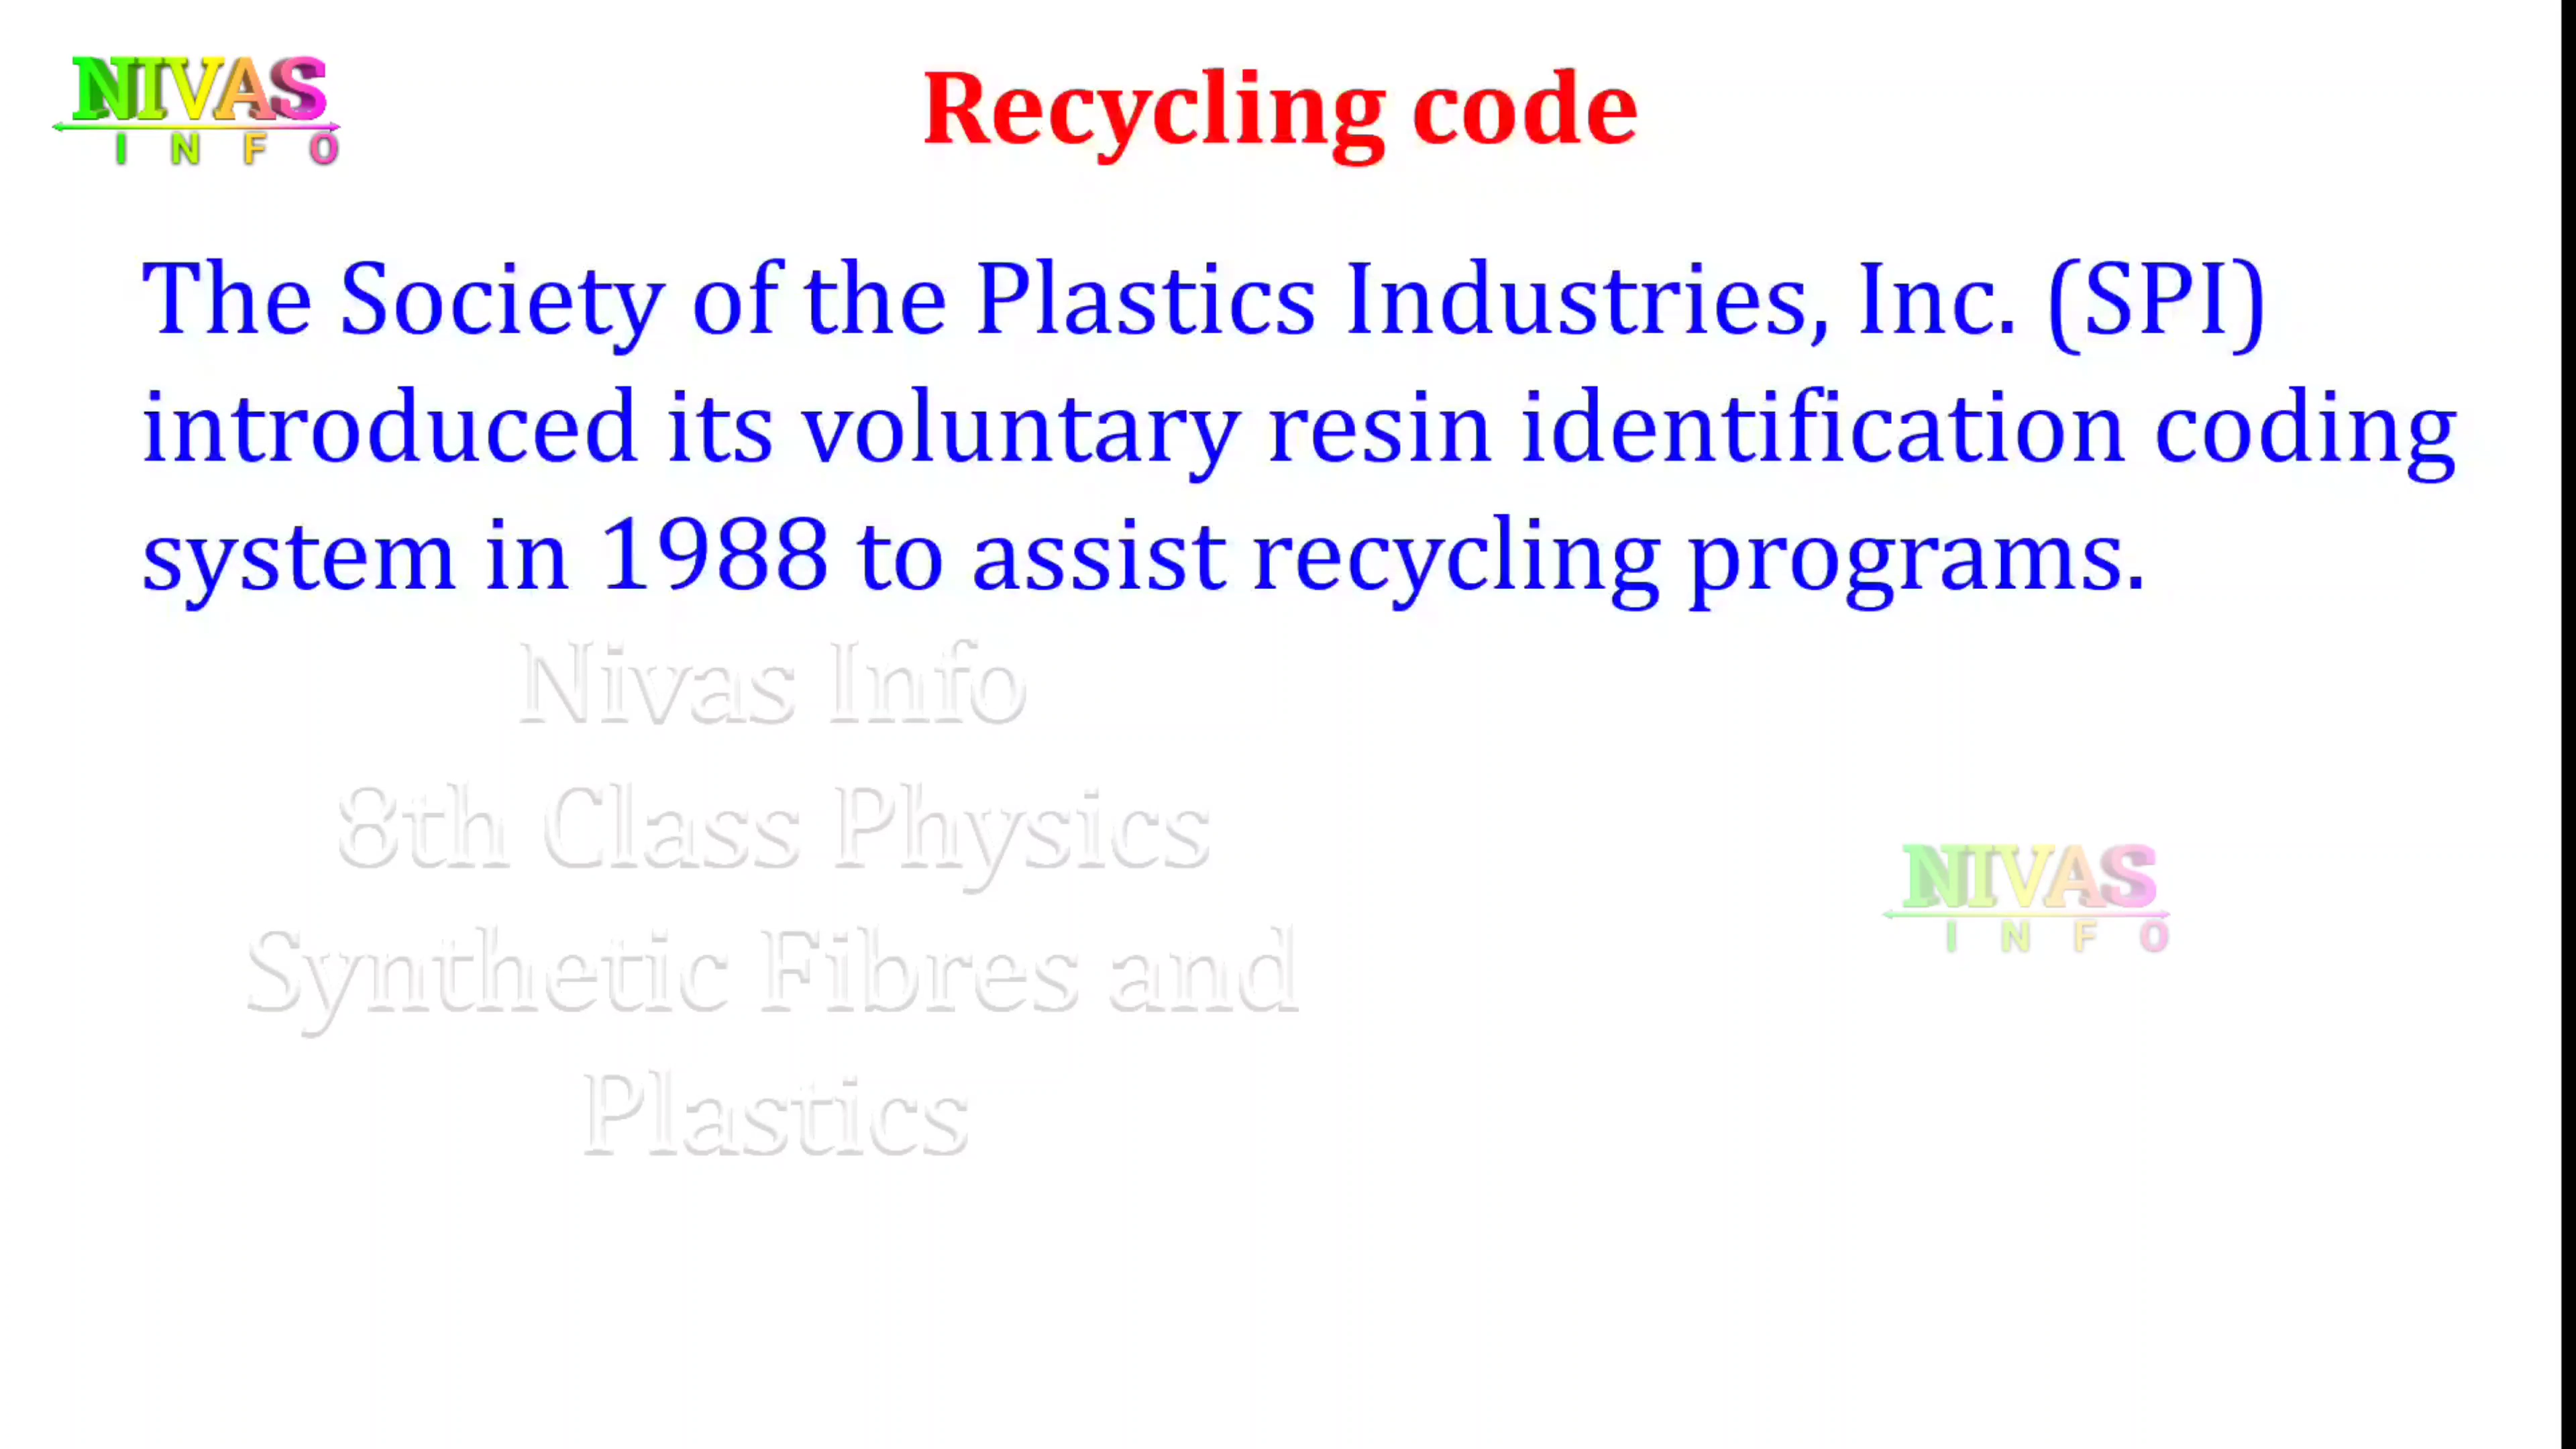 NIVAS
INFO
Recycling code
The Society of the Plastics Industries, Inc. (SPI)
introduced its voluntary resin identification coding
system in 1988 to assist recycling programs.
Nivas Info
8th Class Physics
Synthetic Fibres and
Plastics
NIVAS
INFO